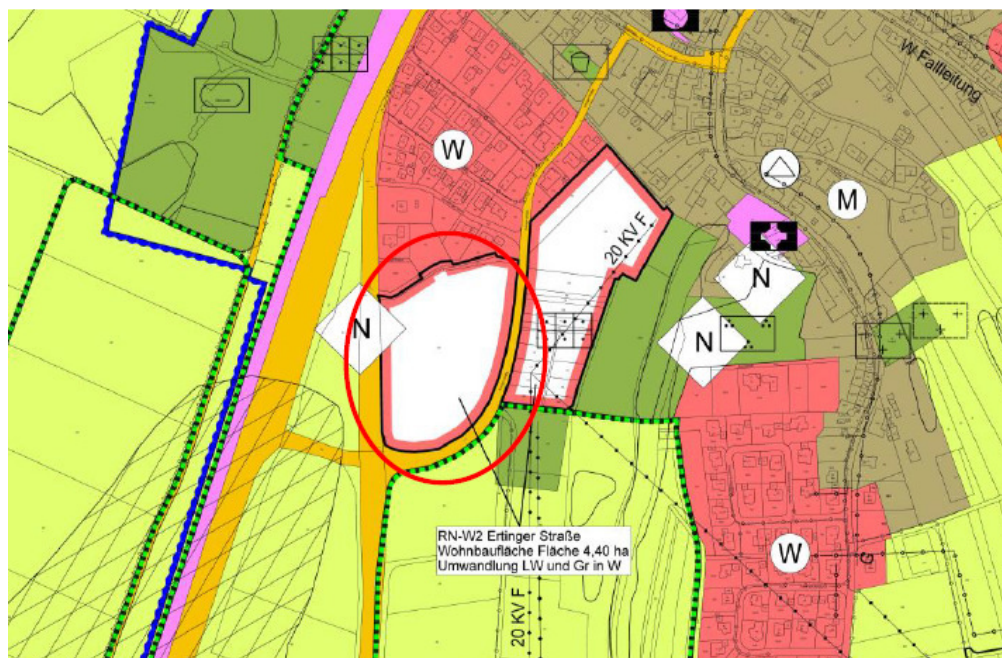 W Fallleitung
W
M
20 KV F
N
N
N
W
RN-W2 Ertinger Straße
Wohnbaufläche Fläche 4,40 ha
Umwandlung LW und Gr in W
G
20 KV F